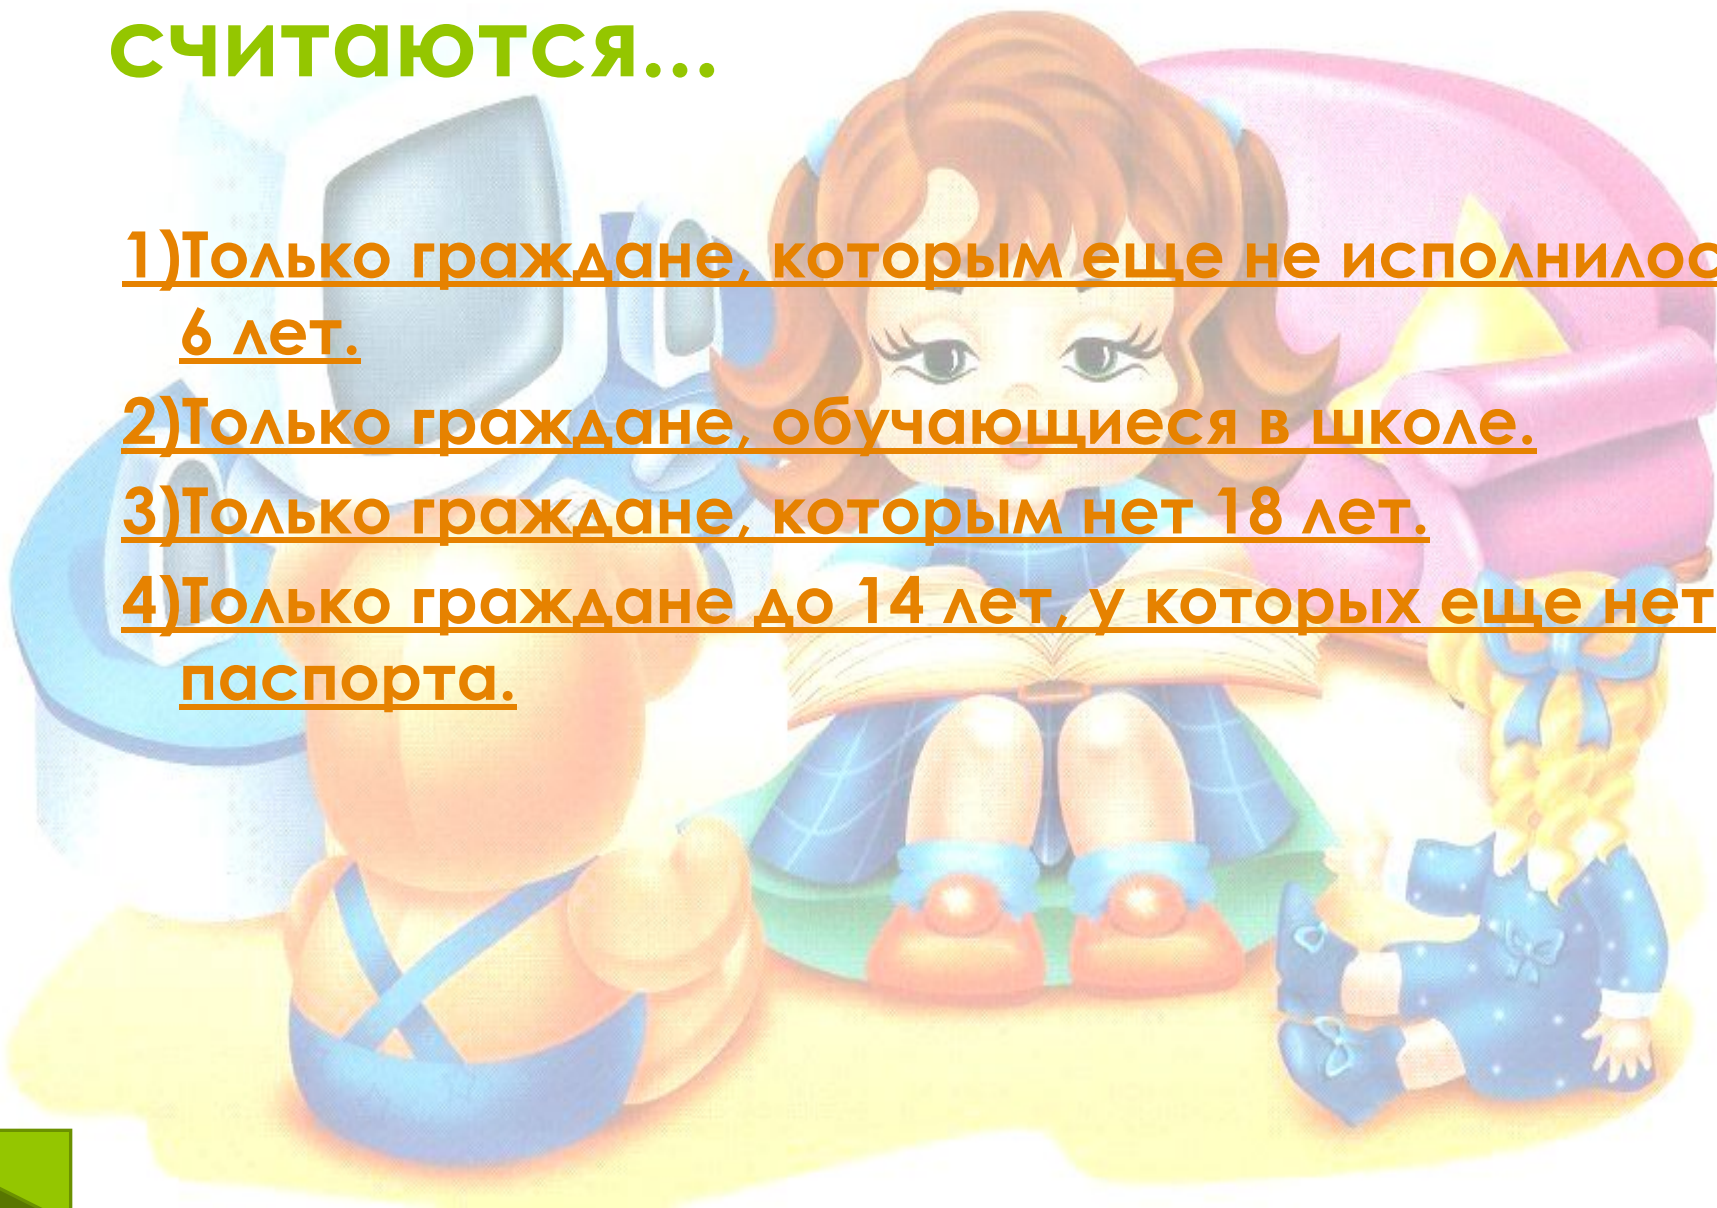 считаются...
1)Только граждане, которым еще не исполнилос
6 лет.
2)Только граждане, обучающиеся в школе.
3)Только граждане, которым нет 18 лет.
4)Только граждане до 14 лет, у которых еще нет
паспорта.